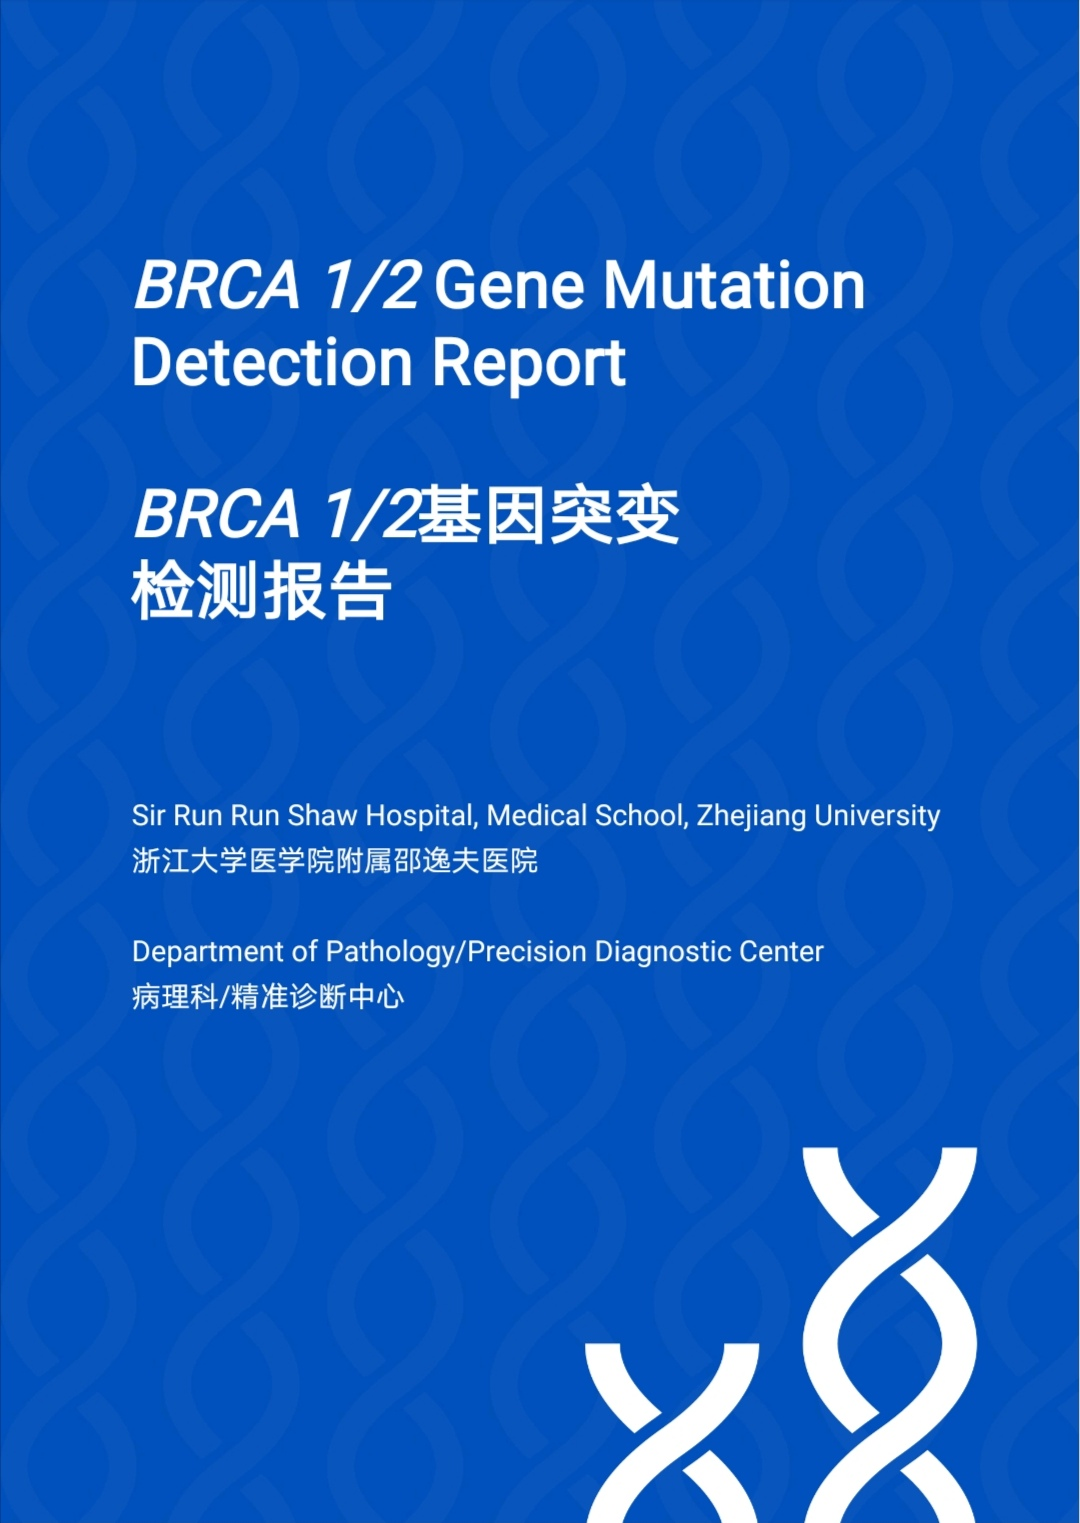 BRCA 1/2 Gene Mutation
Detection Report
BRCA 1/2基因突变
检测报告
Sir Run Run Shaw Hospital, Medical School, Zhejiang University
浙江大学医学院附属邵逸夫医院
Department of Pathology/Precision Diagnostic Center
病理科/精准诊断中心